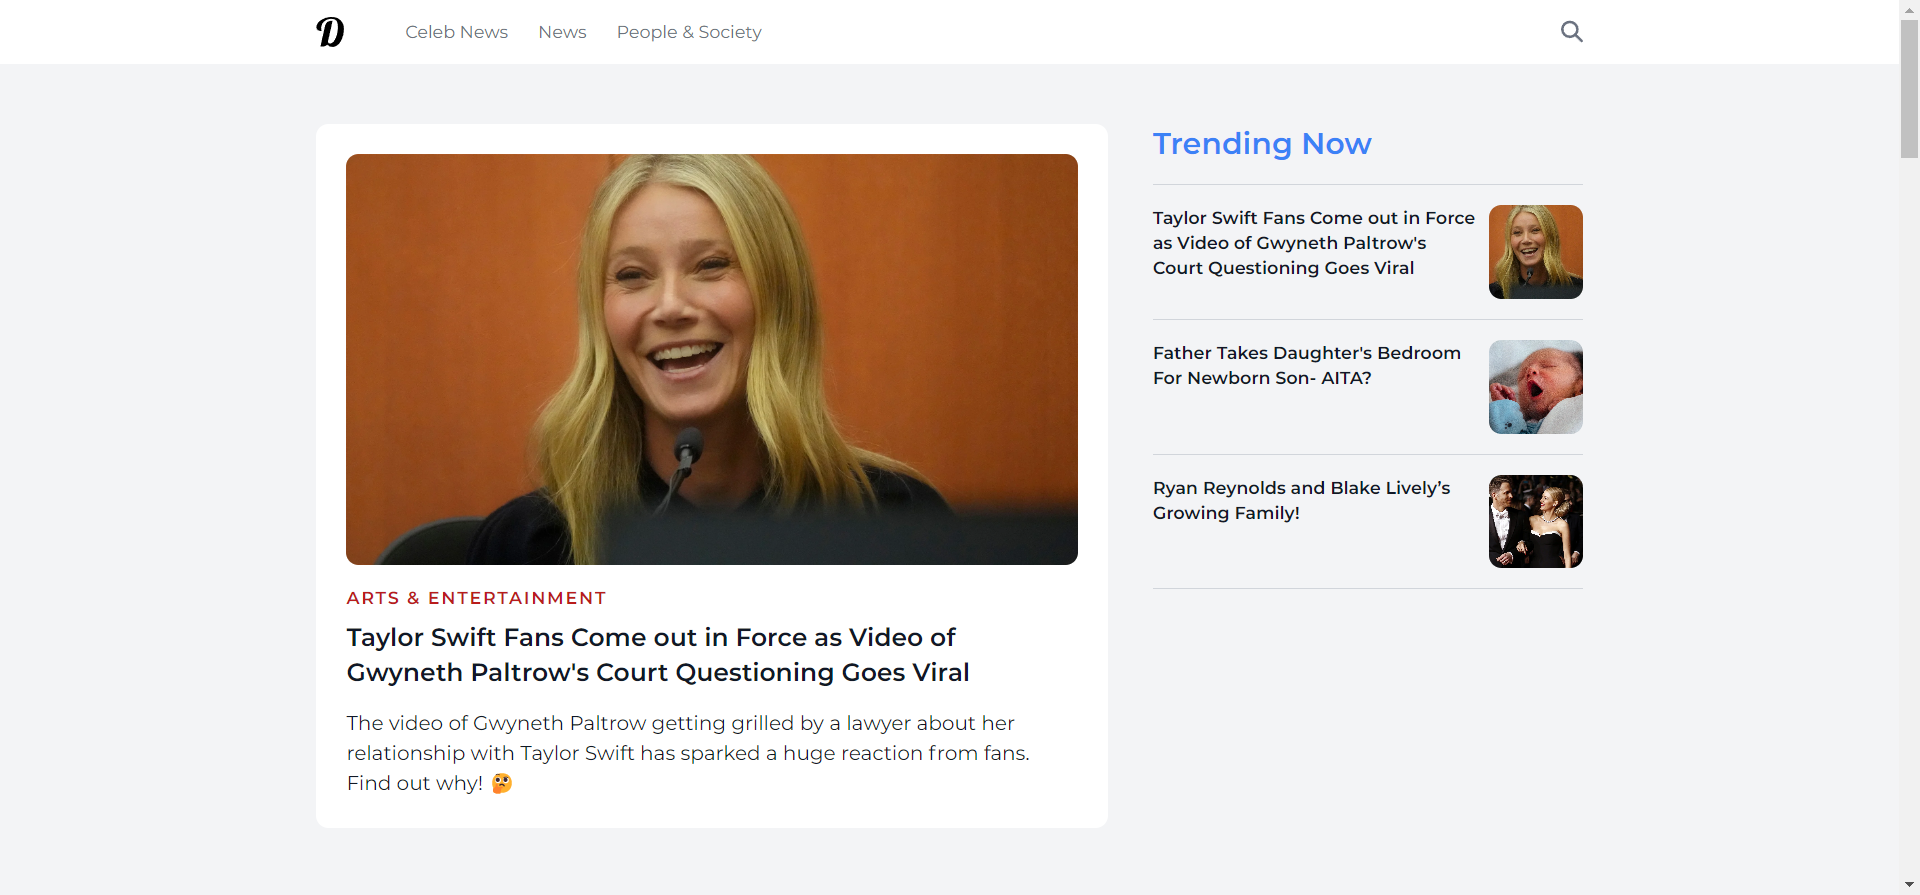 D
Celeb News
News
People & Society
ARTS & ENTERTAINMENT
Taylor Swift Fans Come out in Force as Video of
Gwyneth Paltrow's Court Questioning Goes Viral
The video of Gwyneth Paltrow getting grilled by a lawyer about her
relationship with Taylor Swift has sparked a huge reaction from fans.
Find out why! 🤔
Trending Now
Taylor Swift Fans Come out in Force
as Video of Gwyneth Paltrow's
Court Questioning Goes Viral
Father Takes Daughter's Bedroom
For Newborn Son- AITA?
Ryan Reynolds and Blake Lively’s
Growing Family!